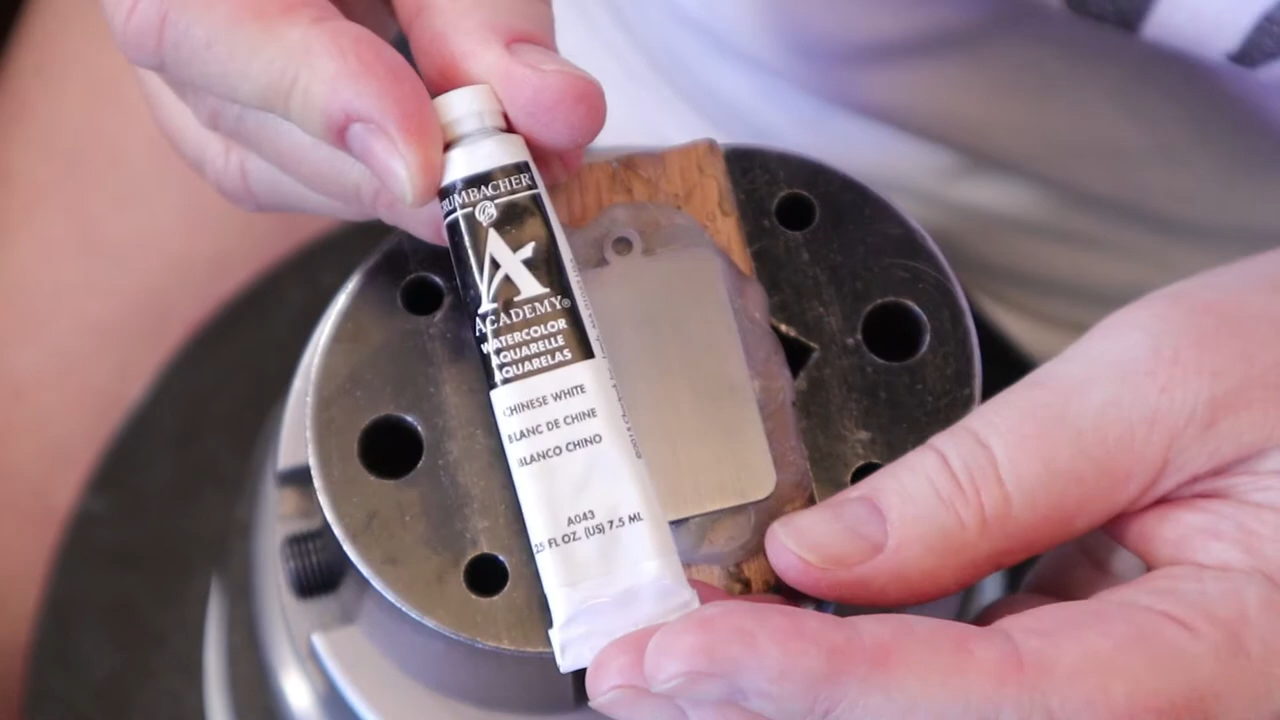 RUMBACHER
A
ACADEMY®
WATERCOLOR
AQUARELLE
AQUARELAS
CHINESE WHITE
BLANC DE CHINE
BLANCO CHINO
A043
25 FL OZ. (US) 7.5 ML